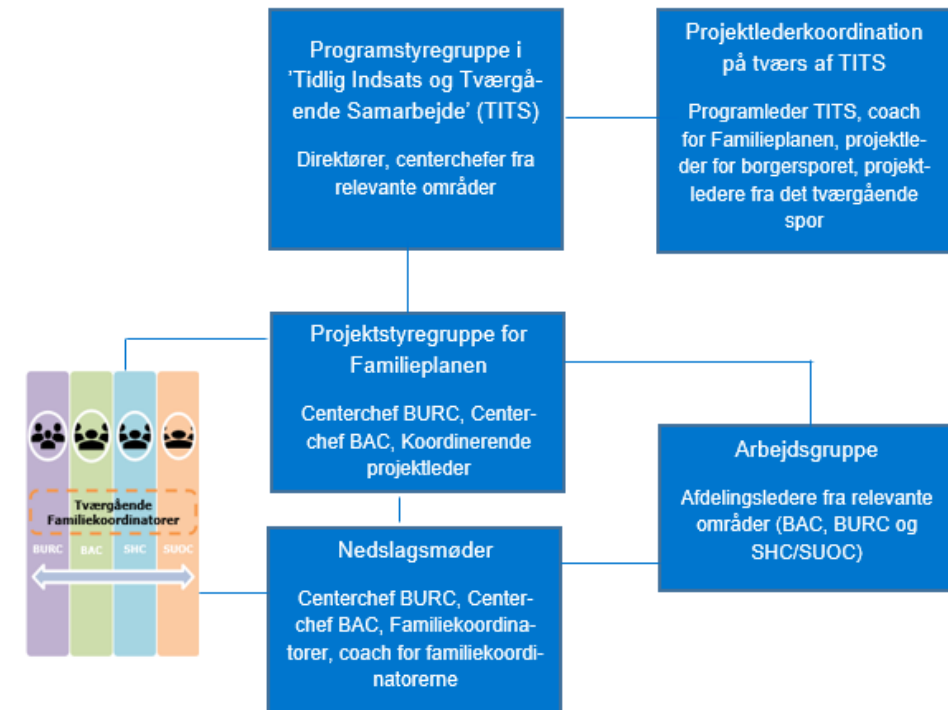 Programstyregruppe i
'Tidlig Indsats og Tværgå-
ende Samarbejde' (TITS)
Direktører, centerchefer fra
relevante områder
Projektlederkoordination
på tværs af TITS
Programleder TITS, coach
for Familieplanen, projektle-
der for borgersporet, projekt-
ledere fra det tværgående
spor
Projektstyregruppe for
Familieplanen
Centerchef BURC, Center-
chef BAC, Koordinerende
projektleder
Arbejdsgruppe
Afdelingsledere fra relevante
områder (BAC, BURC og
SHC/SUOC)
Tværgående
Familiekoordinatorer
BURC BAC SHC SUOC
Nedslagsmøder
Centerchef BURC, Center-
chef BAC, Familiekoordina-
torer, coach for familiekoordi-
natorerne